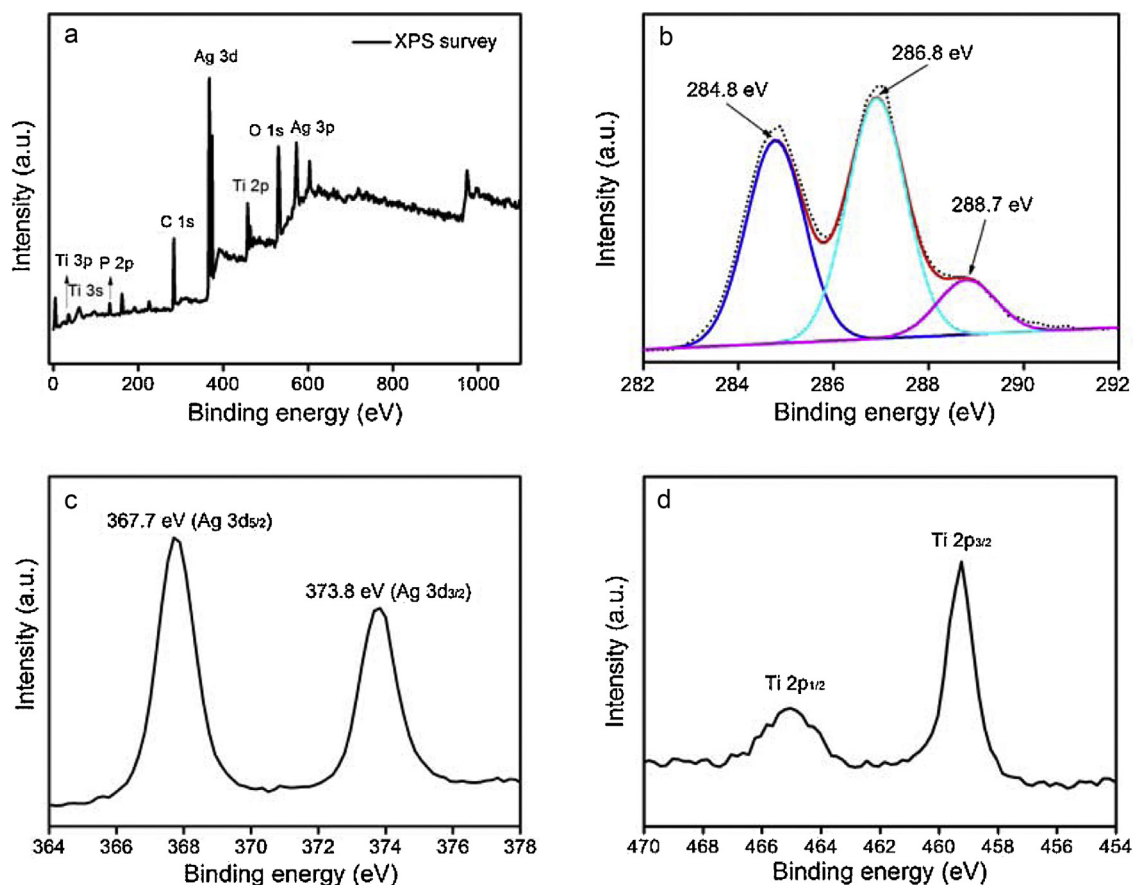 a
XPS survey
Ag 3d
O 1s
Ag 3p
Ti 2p
C 1s
Ti 3p
P 2p
Ti 3s
Intensity (a.u.)
0
200
400
600
800
1000
Binding energy (eV)
b
286.8 eV
284.8 eV
288.7 eV
Intensity (a.u.)
282
284
286
288
290
292
Binding energy (eV)
c
367.7 eV (Ag 3d5/2)
373.8 eV (Ag 3d3/2)
Intensity (a.u.)
364
366
368
370
372
374
376
378
Binding energy (eV)
d
Ti 2p3/2
Ti 2p1/2
Intensity (a.u.)
470
468
466
464
462
460
458
456
454
Binding energy (eV)